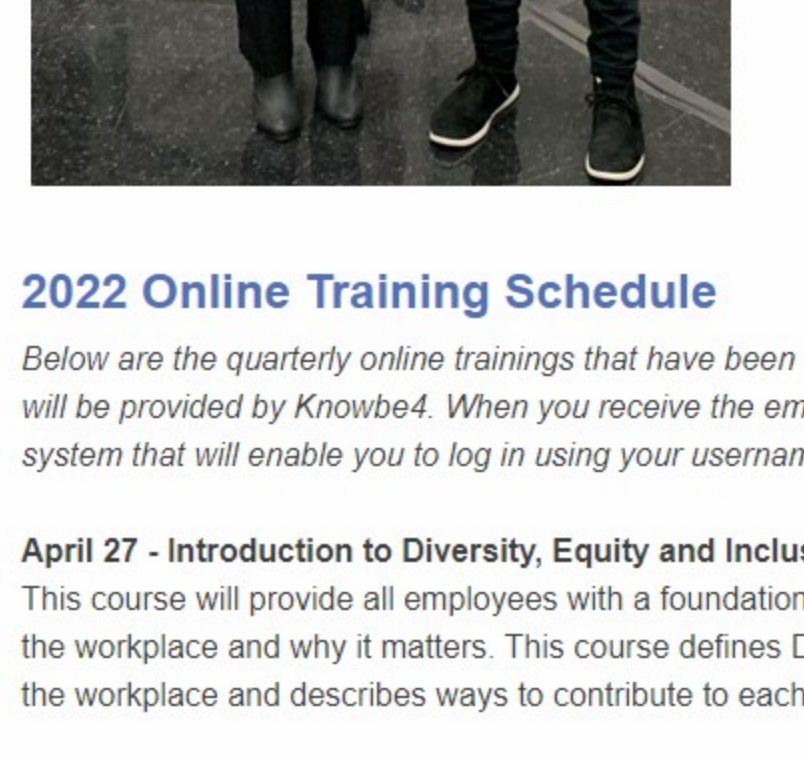 2022 Online Training Schedule
Below are the quarterly online trainings that have been
will be provided by Knowbe4. When you receive the em
system that will enable you to log in using your usernam
April 27 - Introduction to Diversity, Equity and Inclus
This course will provide all employees with a foundation
the workplace and why it matters. This course defines D
the workplace and describes ways to contribute to each